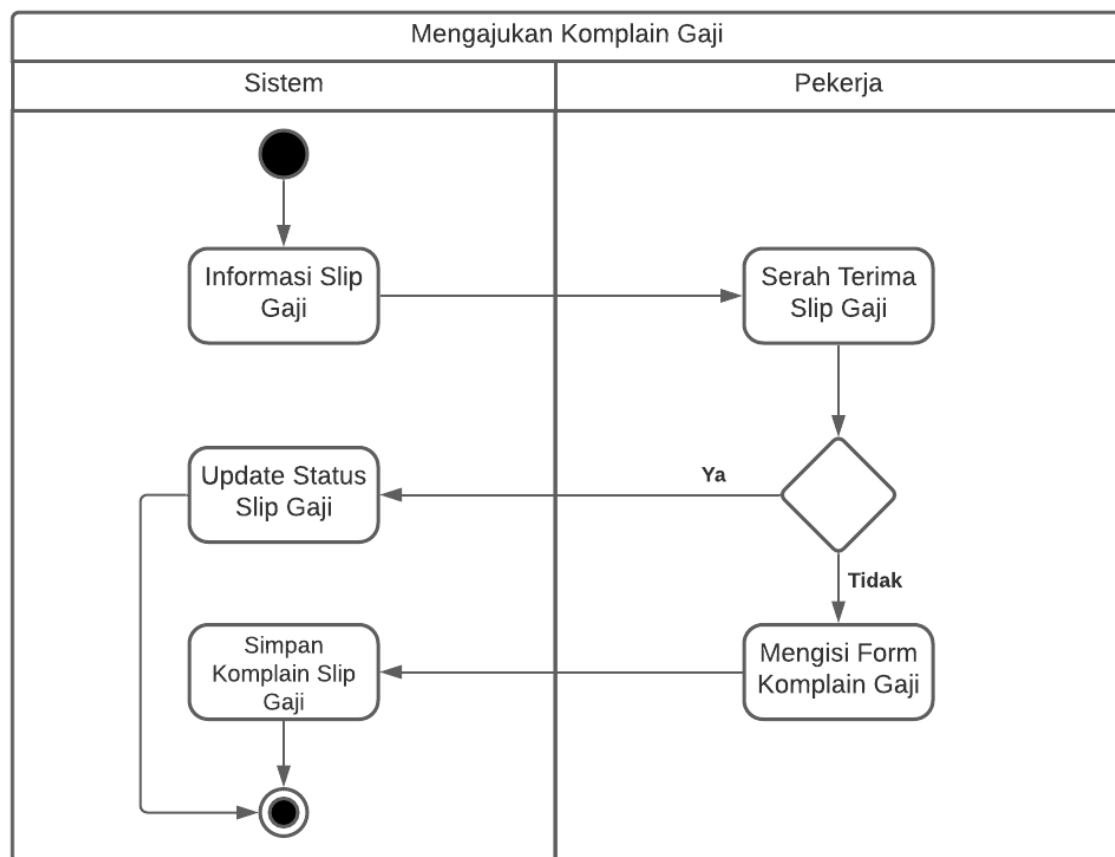 Mengajukan Komplain Gaji
Sistem
Pekerja
Informasi Slip
Gaji
Serah Terima
Slip Gaji
Update Status
Slip Gaji
Ya
Tidak
Simpan
Komplain Slip
Gaji
Mengisi Form
Komplain Gaji